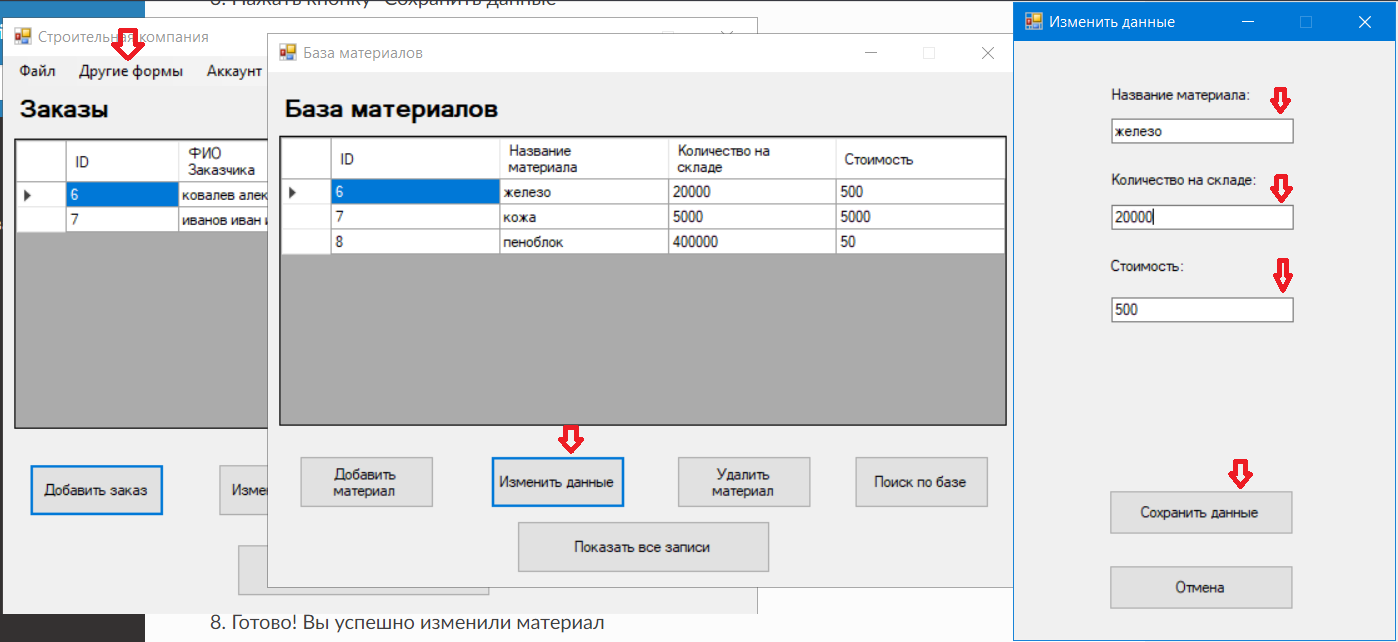 Нажать кнопку "Сохранить данные"
Строительная компания
Файл Другие формы Аккаунт
Заказы
ID ФИО Заказчика
6 ковалев алек
7 иванов иван
Добавить заказ
Изме
База материалов
База материалов
ID Название материала Количество на складе Стоимость
6 железо 20000 500
7 кожа 5000 5000
8 пеноблок 400000 50
Добавить материал
Изменить данные
Удалить материал
Поиск по базе
Показать все записи
Изменить данные
Название материала:
железо
Количество на складе:
20000
Стоимость:
500
Сохранить данные
Отмена
8. Готово! Вы успешно изменили материал